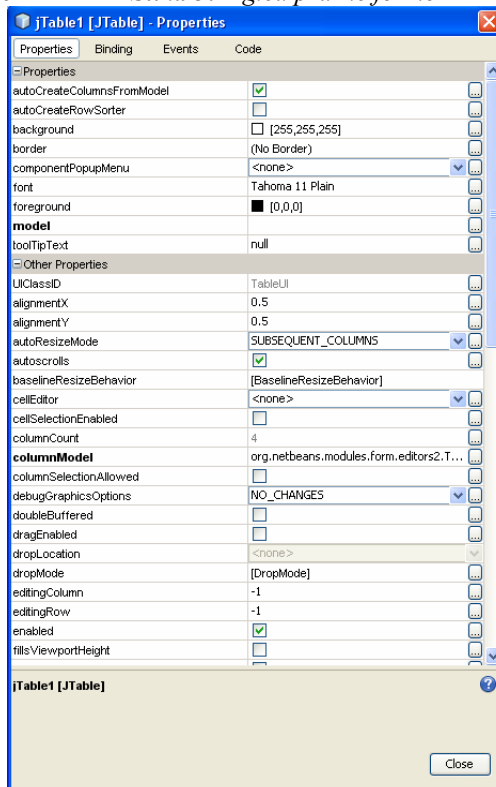 jTable1 [JTable] - Properties
Properties Binding Events Code
Properties
autoCreateColumnsFromModel
autoCreateRowSorter
background [255,255,255]
border (No Border)
componentPopupMenu <none>
font Tahoma 11 Plain
foreground [0,0,0]
model
toolTipText null
Other Properties
UIClassID TableUI
alignmentX 0.5
alignmentY 0.5
autoResizeMode SUBSEQUENT_COLUMNS
autoscrolls
baselineResizeBehavior [BaselineResizeBehavior]
cellEditor <none>
cellSelectionEnabled
columnCount 4
columnModel org.netbeans.modules.form.editors2.T...
columnSelectionAllowed
debugGraphicsOptions NO_CHANGES
doubleBuffered
dragEnabled
dropLocation <none>
dropMode [DropMode]
editingColumn -1
editingRow -1
enabled
fillsViewportHeight
jTable1 [JTable]
Close